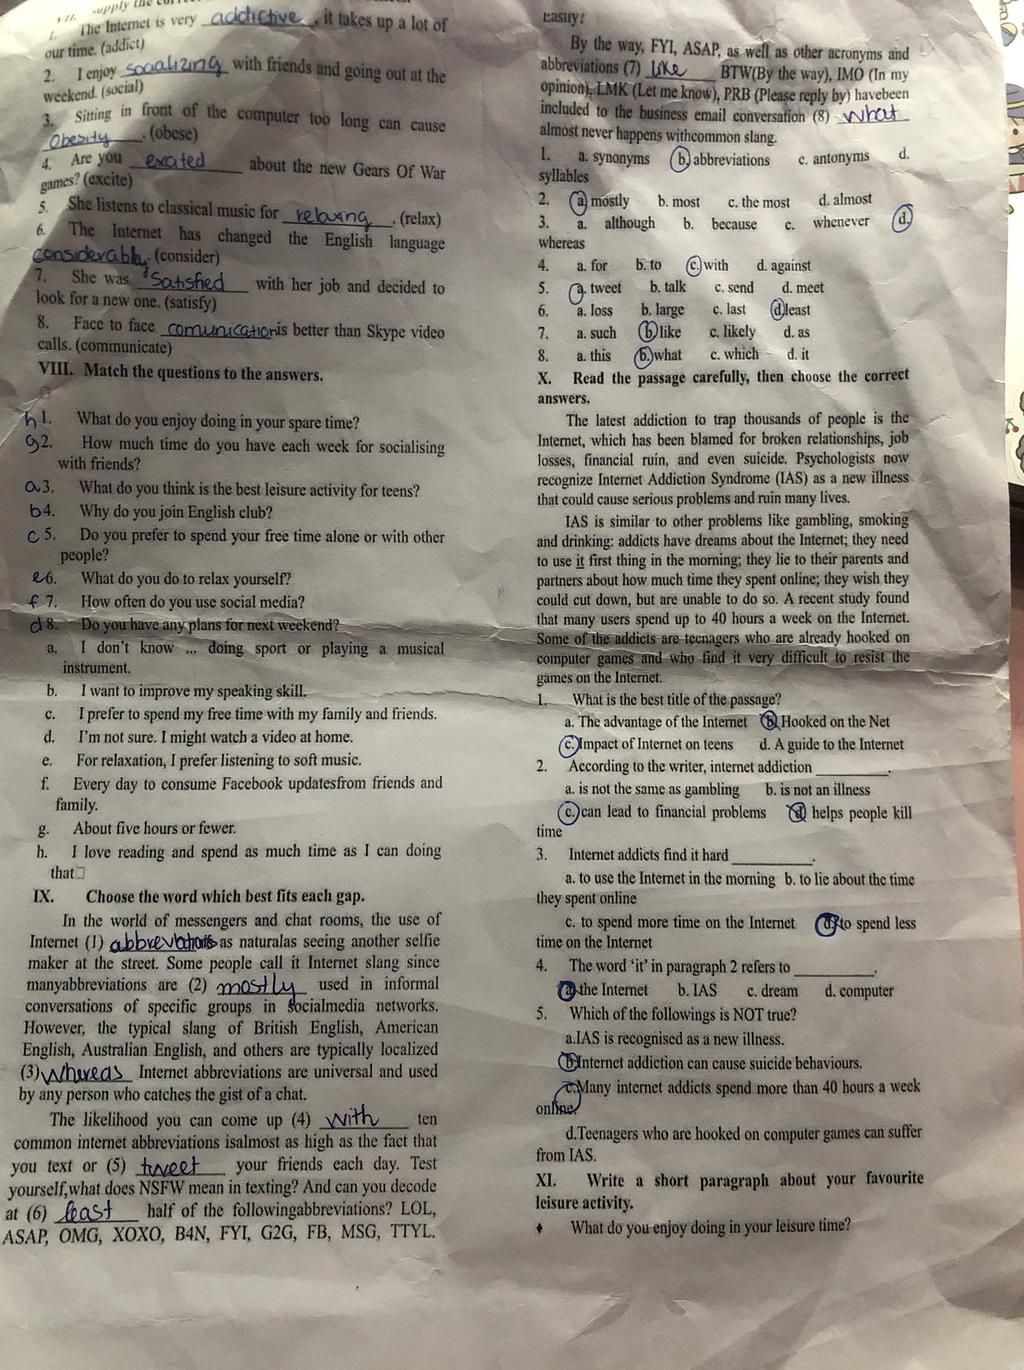 VII. supply the
1. The Internet is very addictive, it takes up a lot of
our time. (addict)
2. I enjoy socializing with friends and going out at the
weekend. (social)
3. Sitting in front of the computer too long can cause
Obesity. (obese)
4. Are you excited about the new Gears Of War
games? (excite)
5. She listens to classical music for relaxing. (relax)
6. The Internet has changed the English language
considerably. (consider)
7. She was satisfied with her job and decided to
look for a new one. (satisfy)
8. Face to face comunication is better than Skype video
calls. (communicate)
VIII. Match the questions to the answers.
h 1. What do you enjoy doing in your spare time?
g 2. How much time do you have each week for socialising
with friends?
a 3. What do you think is the best leisure activity for teens?
b 4. Why do you join English club?
c 5. Do you prefer to spend your free time alone or with other
people?
e 6. What do you do to relax yourself?
f 7. How often do you use social media?
d 8. Do you have any plans for next weekend?
a. I don't know ... doing sport or playing a musical
instrument.
b. I want to improve my speaking skill.
c. I prefer to spend my free time with my family and friends.
d. I'm not sure. I might watch a video at home.
e. For relaxation, I prefer listening to soft music.
f. Every day to consume Facebook updatesfrom friends and
family.
g. About five hours or fewer.
h. I love reading and spend as much time as I can doing
that
IX. Choose the word which best fits each gap.
In the world of messengers and chat rooms, the use of
Internet (1) abbreviations as naturalas seeing another selfie
maker at the street. Some people call it Internet slang since
manyabbreviations are (2) mostly used in informal
conversations of specific groups in socialmedia networks.
However, the typical slang of British English, American
English, Australian English, and others are typically localized
(3) whereas Internet abbreviations are universal and used
by any person who catches the gist of a chat.
The likelihood you can come up (4) with ten
common internet abbreviations isalmost as high as the fact that
you text or (5) tweet your friends each day. Test
yourself,what does NSFW mean in texting? And can you decode
at (6) least half of the followingabbreviations? LOL,
ASAP, OMG, XOXO, B4N, FYI, G2G, FB, MSG, TTYL.
Easily!
By the way, FYI, ASAP, as well as other acronyms and
abbreviations (7) like BTW(By the way), IMO (In my
opinion), LMK (Let me know), PRB (Please reply by) havebeen
included to the business email conversation (8) what
almost never happens withcommon slang.
1. a. synonyms b. abbreviations c. antonyms d.
syllables
2. a. mostly b. most c. the most d. almost
3. a. although b. because c. whenever d.
whereas
4. a. for b. to c. with d. against
5. a. tweet b. talk c. send d. meet
6. a. loss b. large c. last d. least
7. a. such b. like c. likely d. as
8. a. this b. what c. which d. it
X. Read the passage carefully, then choose the correct
answers.
The latest addiction to trap thousands of people is the
Internet, which has been blamed for broken relationships, job
losses, financial ruin, and even suicide. Psychologists now
recognize Internet Addiction Syndrome (IAS) as a new illness
that could cause serious problems and ruin many lives.
IAS is similar to other problems like gambling, smoking
and drinking: addicts have dreams about the Internet; they need
to use it first thing in the morning; they lie to their parents and
partners about how much time they spent online; they wish they
could cut down, but are unable to do so. A recent study found
that many users spend up to 40 hours a week on the Internet.
Some of the addicts are teenagers who are already hooked on
computer games and who find it very difficult to resist the
games on the Internet.
1. What is the best title of the passage?
a. The advantage of the Internet b. Hooked on the Net
c. Impact of Internet on teens d. A guide to the Internet
2. According to the writer, internet addiction ________.
a. is not the same as gambling b. is not an illness
c. can lead to financial problems d. helps people kill
time
3. Internet addicts find it hard ________.
a. to use the Internet in the morning b. to lie about the time
they spent online
c. to spend more time on the Internet d. to spend less
time on the Internet
4. The word 'it' in paragraph 2 refers to ________.
a. the Internet b. IAS c. dream d. computer
5. Which of the followings is NOT true?
a.IAS is recognised as a new illness.
b.Internet addiction can cause suicide behaviours.
c.Many internet addicts spend more than 40 hours a week
online.
d.Teenagers who are hooked on computer games can suffer
from IAS.
XI. Write a short paragraph about your favourite
leisure activity.
♦ What do you enjoy doing in your leisure time?